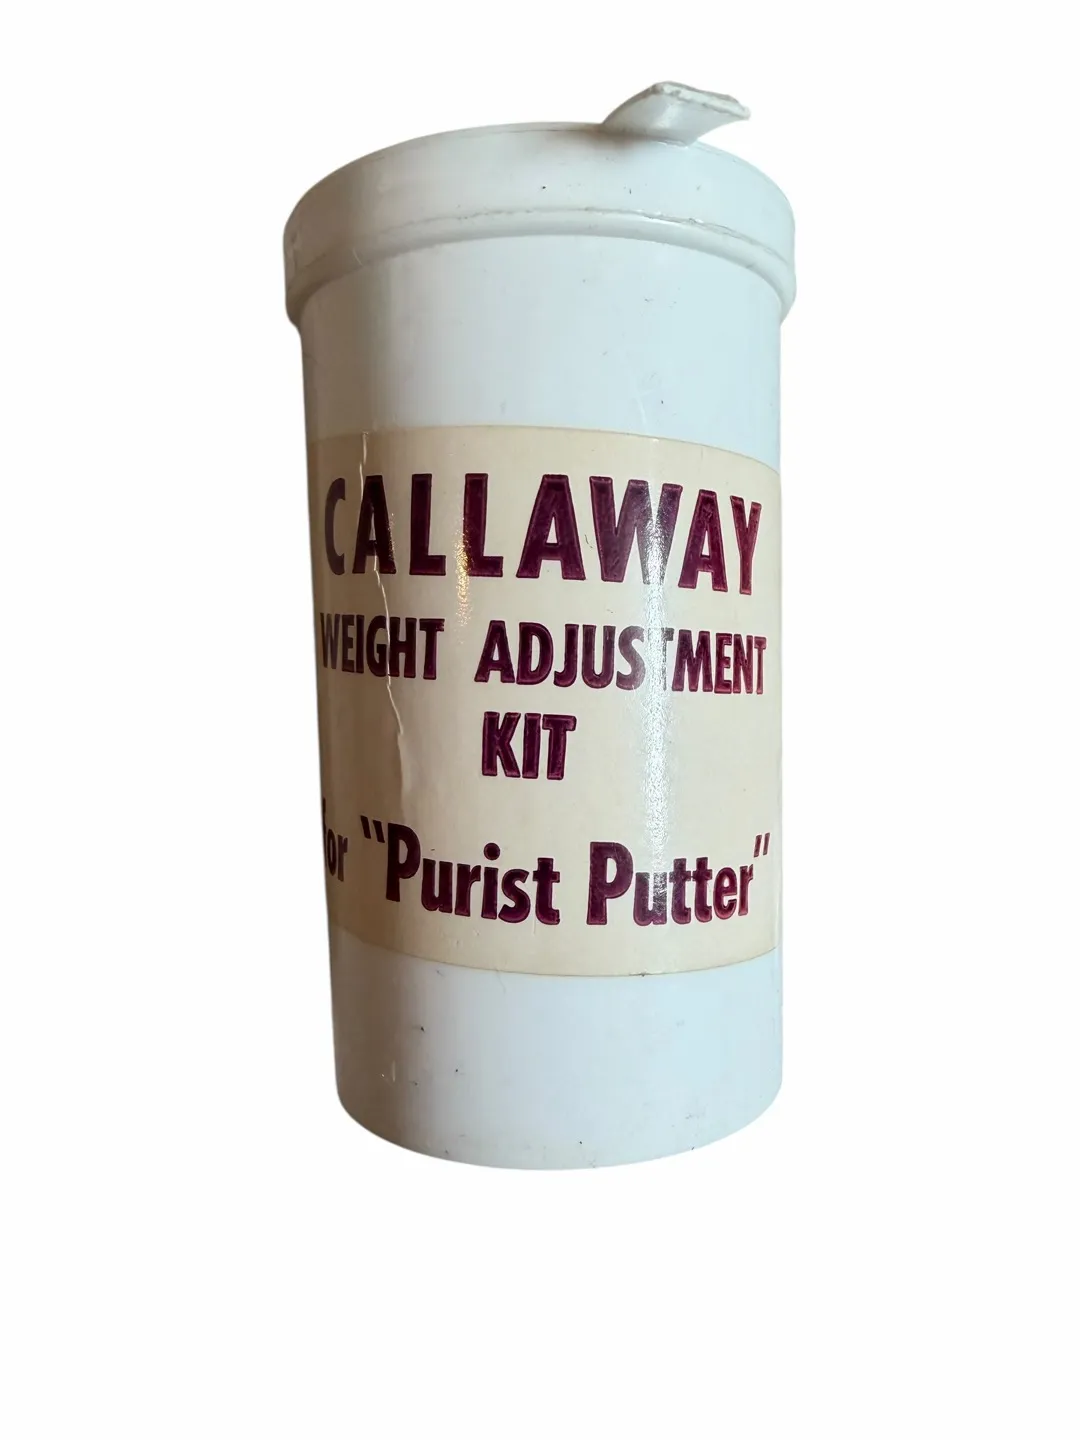 CALLAWAY
WEIGHT ADJUSTMENT
KIT
for "Purist Putter"